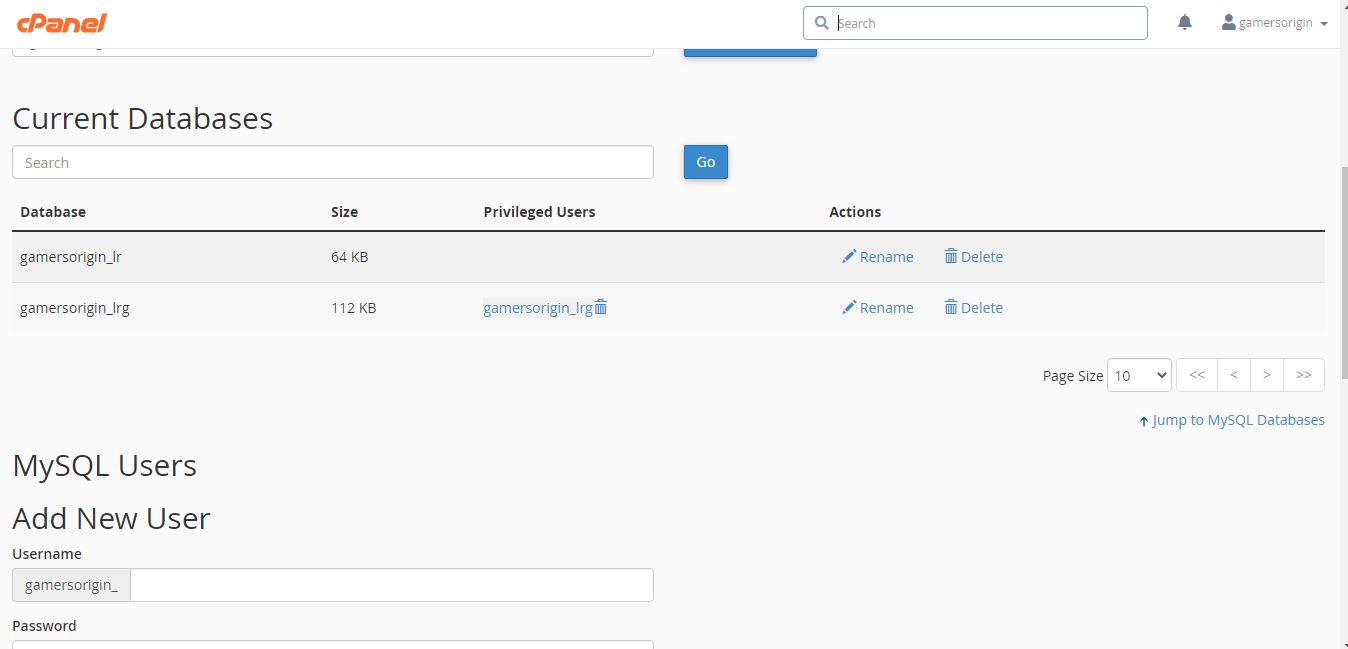 cPanel
Search
gamersorigin
Current Databases
Search
Go
Database Size Privileged Users Actions
gamersorigin_lr 64 KB Rename Delete
gamersorigin_lrg 112 KB gamersorigin_lrg Rename Delete
Page Size 10 << < > >>
Jump to MySQL Databases
MySQL Users
Add New User
Username
gamersorigin_
Password